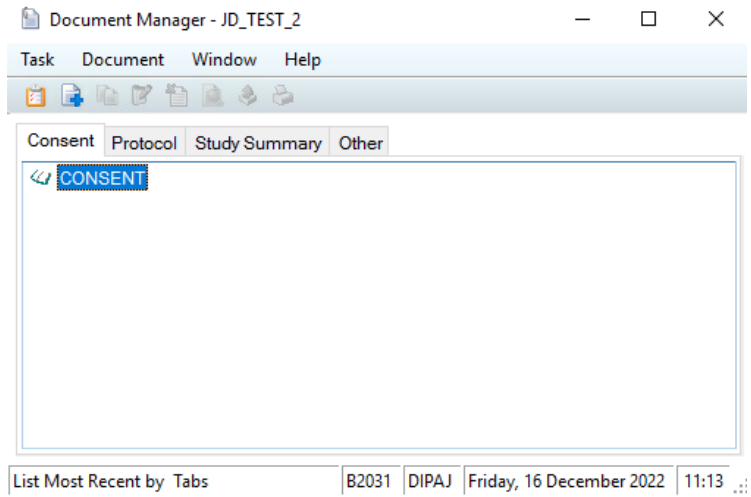 Document Manager - JD_TEST_2
Task Document Window Help
Consent Protocol Study Summary Other
CONSENT
List Most Recent by Tabs B2031 DIPAJ Friday, 16 December 2022 11:13